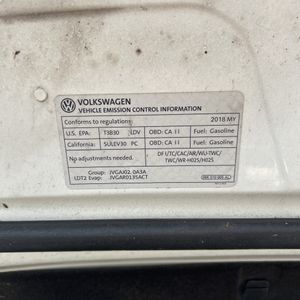 VOLKSWAGEN
VEHICLE EMISSION CONTROL INFORMATION
Conforms to regulations: 2018 MY
U.S. EPA: T3B30 LDV OBD: CA II Fuel: Gasoline
California: SULEV30 PC OBD: CA II Fuel: Gasoline
No adjustments needed. DFI/TC/CAC/AIR/WU-TWC/
TWC/WR-HO2S/HO2S
Group: JVGAJ02.0A3A
LDT2 Evap: JVGAR0135ACT